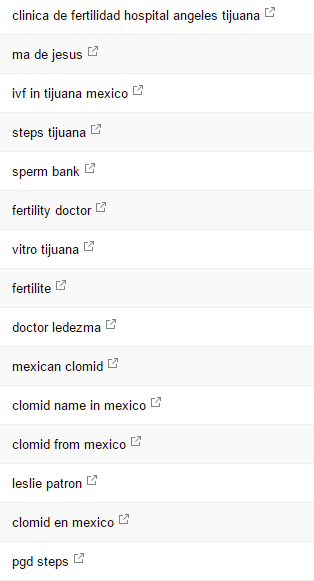 clinica de fertilidad hospital angeles tijuana
ma de jesus
ivf in tijuana mexico
steps tijuana
sperm bank
fertility doctor
vitro tijuana
fertilite
doctor ledezma
mexican clomid
clomid name in mexico
clomid from mexico
leslie patron
clomid en mexico
pgd steps